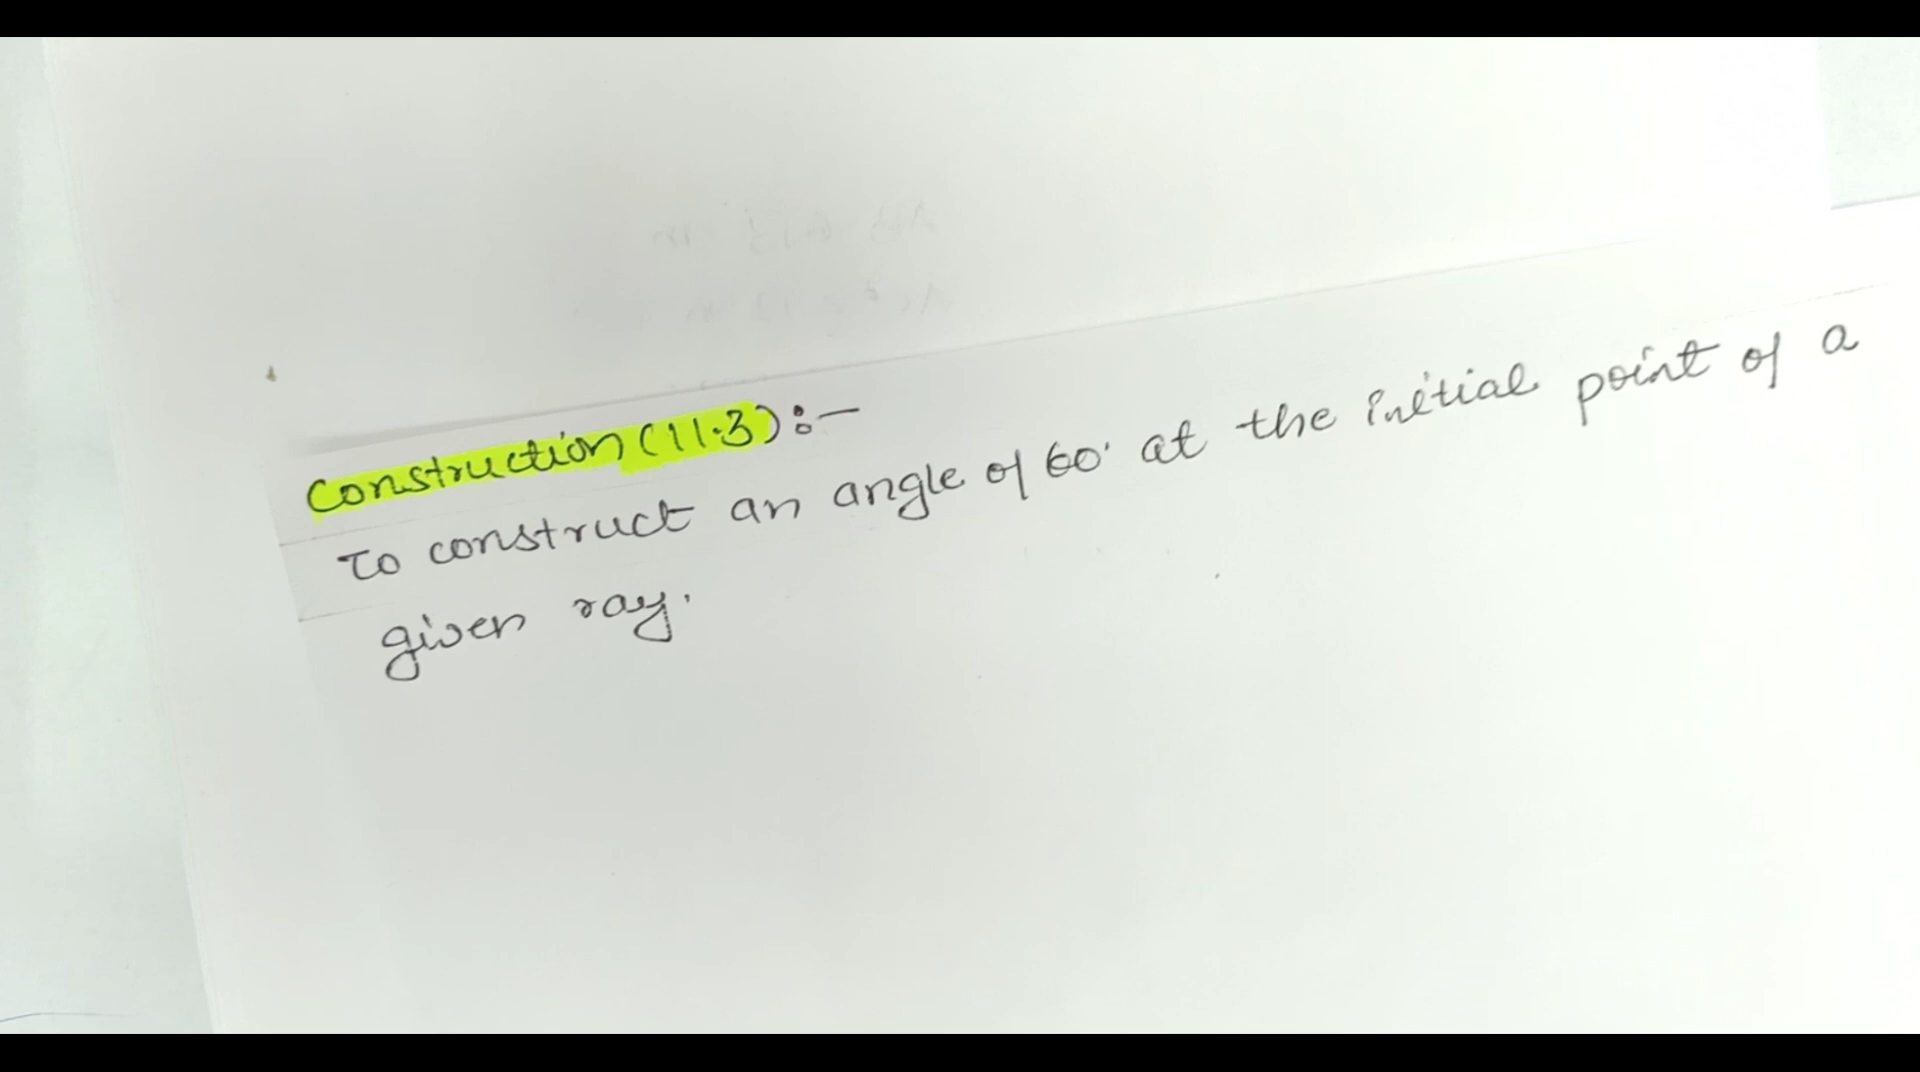 Construction (11.3):-
To construct an angle of 60° at the initial point of a
given ray.